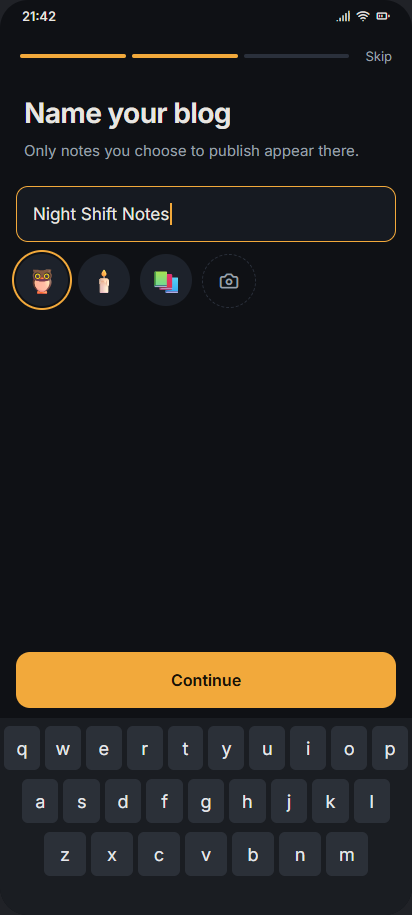 21:42
Skip
Name your blog
Only notes you choose to publish appear there.
Night Shift Notes
Continue
q w e r t y u i o p
a s d f g h j k l
z x c v b n m